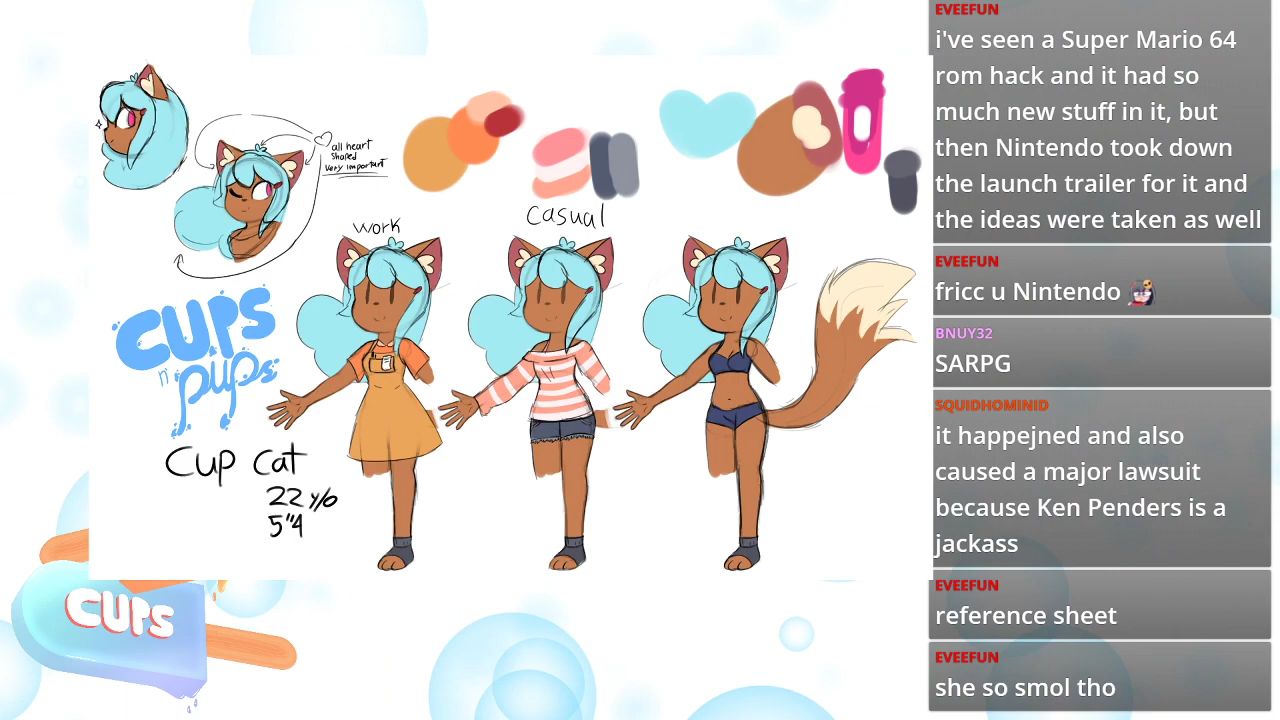 all heart
shaped
very important
work
casual
CUPS
n'
pups
Cup Cat
22 y/o
5"4
CUPS
EVEEFUN
i've seen a Super Mario 64
rom hack and it had so
much new stuff in it, but
then Nintendo took down
the launch trailer for it and
the ideas were taken as well
EVEEFUN
fricc u Nintendo
BNUY32
SARPG
SQUIDHOMINID
it happejned and also
caused a major lawsuit
because Ken Penders is a
jackass
EVEEFUN
reference sheet
EVEEFUN
she so smol tho